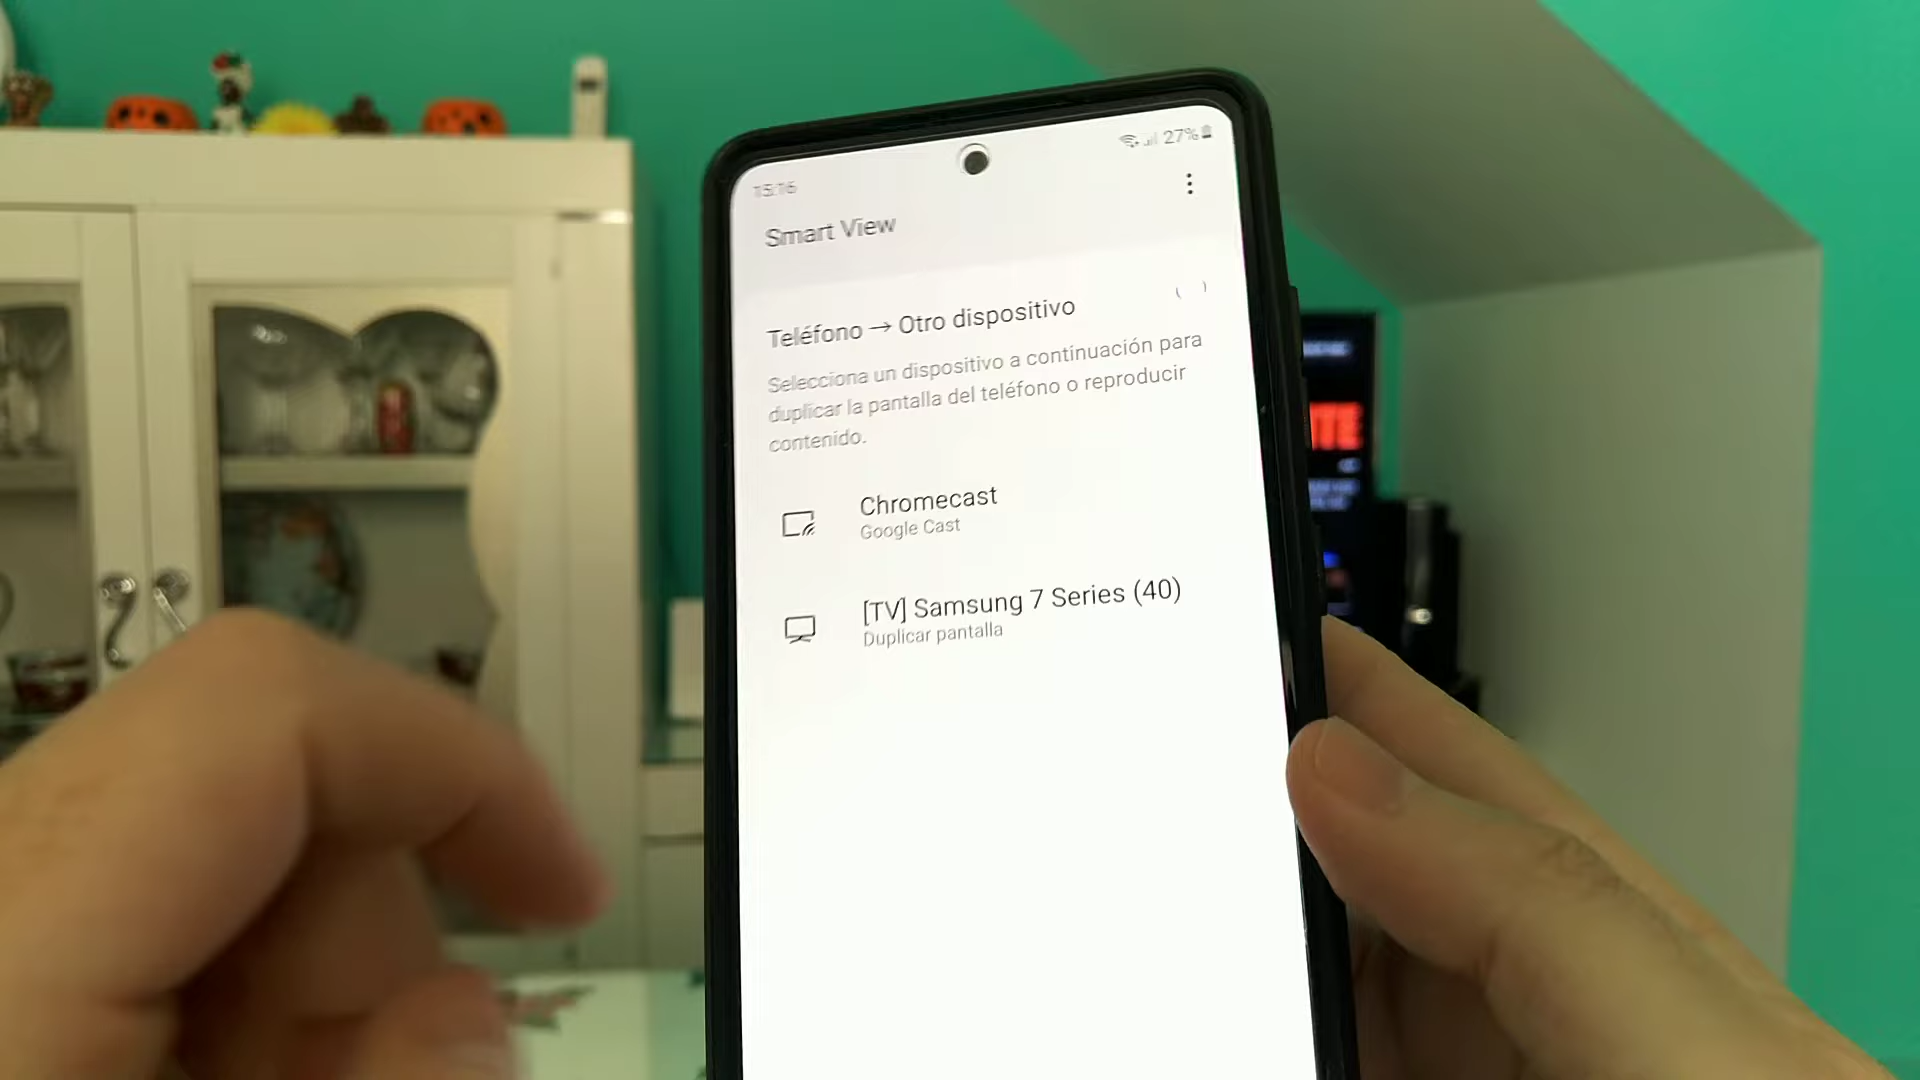 15:16
27%
Smart View
Teléfono → Otro dispositivo
Selecciona un dispositivo a continuación para
duplicar la pantalla del teléfono o reproducir
contenido.
Chromecast
Google Cast
[TV] Samsung 7 Series (40)
Duplicar pantalla